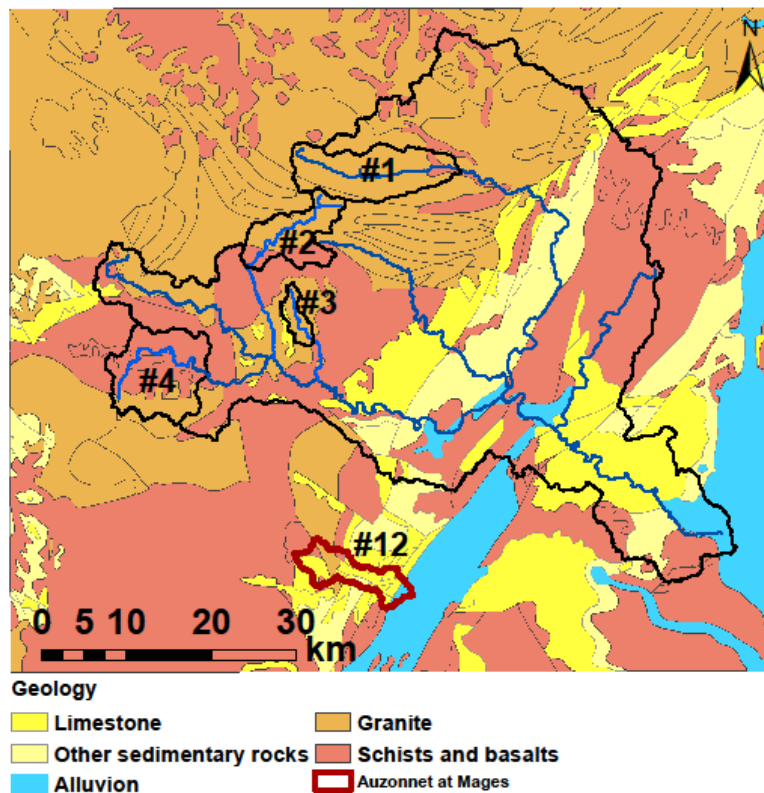 N
#1
#2
#3
#4
#12
0 5 10 20 30
km
Geology
Limestone Granite
Other sedimentary rocks Schists and basalts
Alluvion Auzonnet at Mages